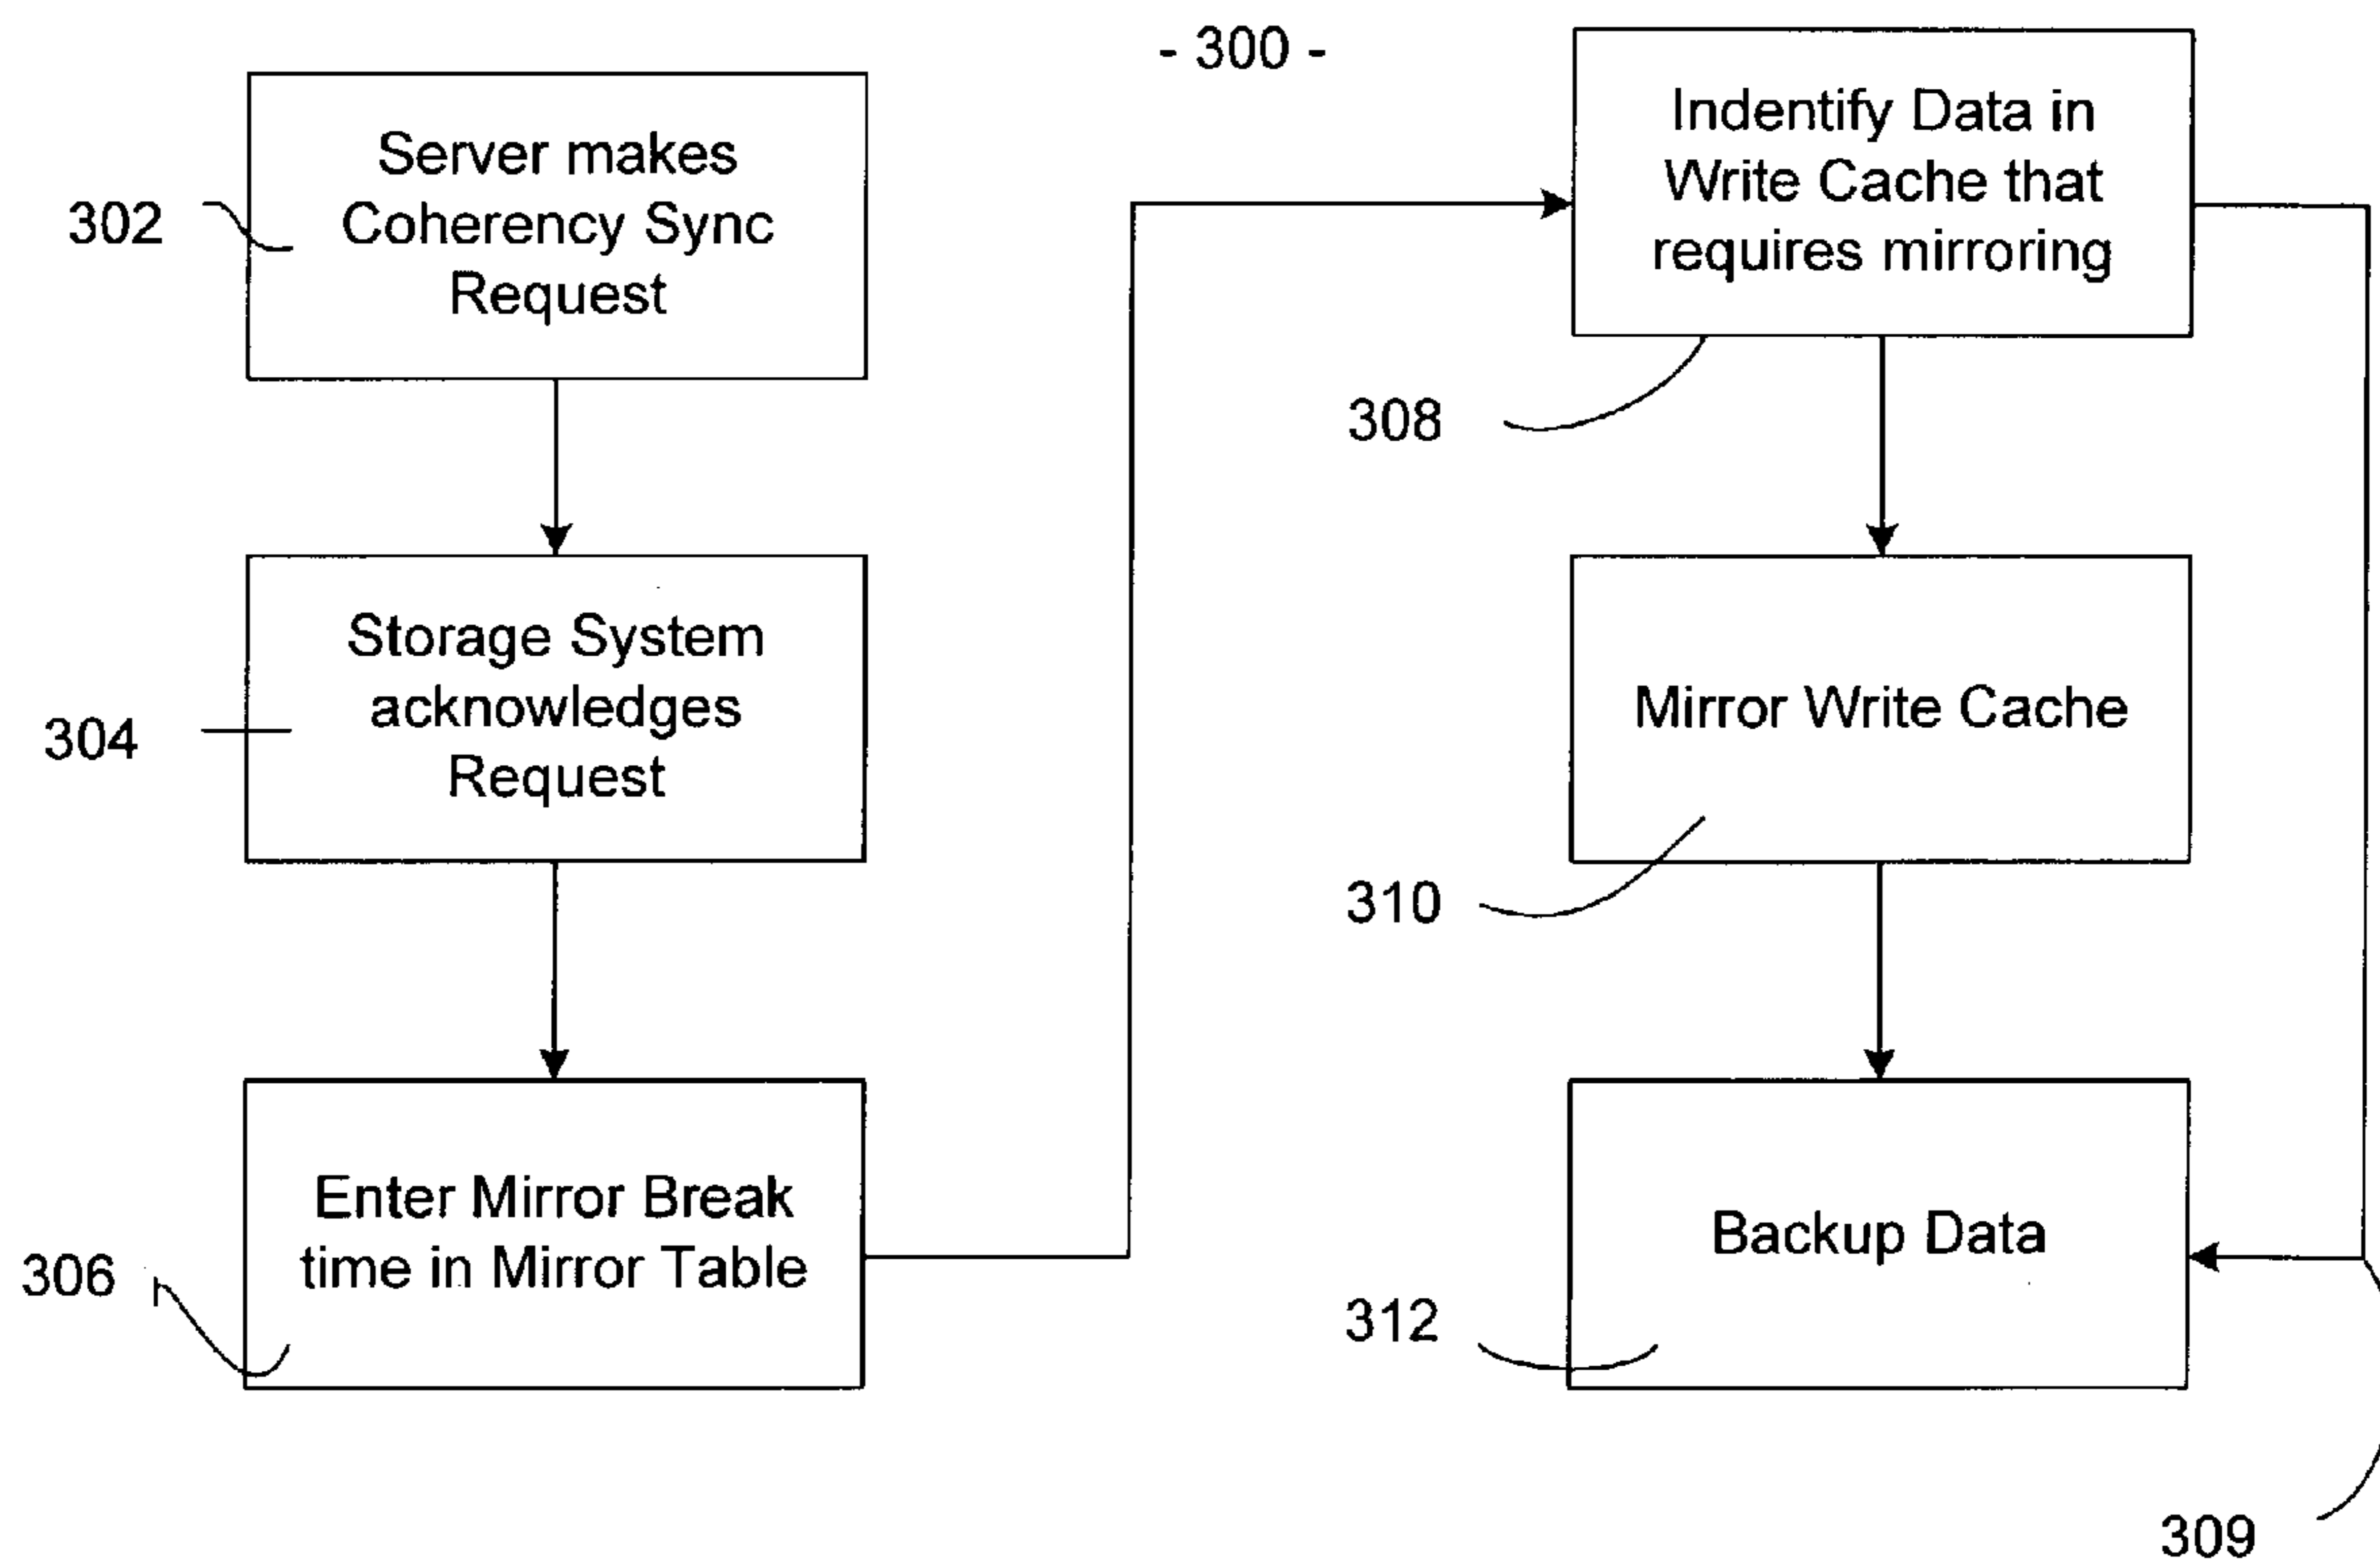 - 300 -
Server makes
Coherency Sync
Request
302
Storage System
acknowledges
Request
304
Enter Mirror Break
time in Mirror Table
306
Indentify Data in
Write Cache that
requires mirroring
308
Mirror Write Cache
310
Backup Data
312
309